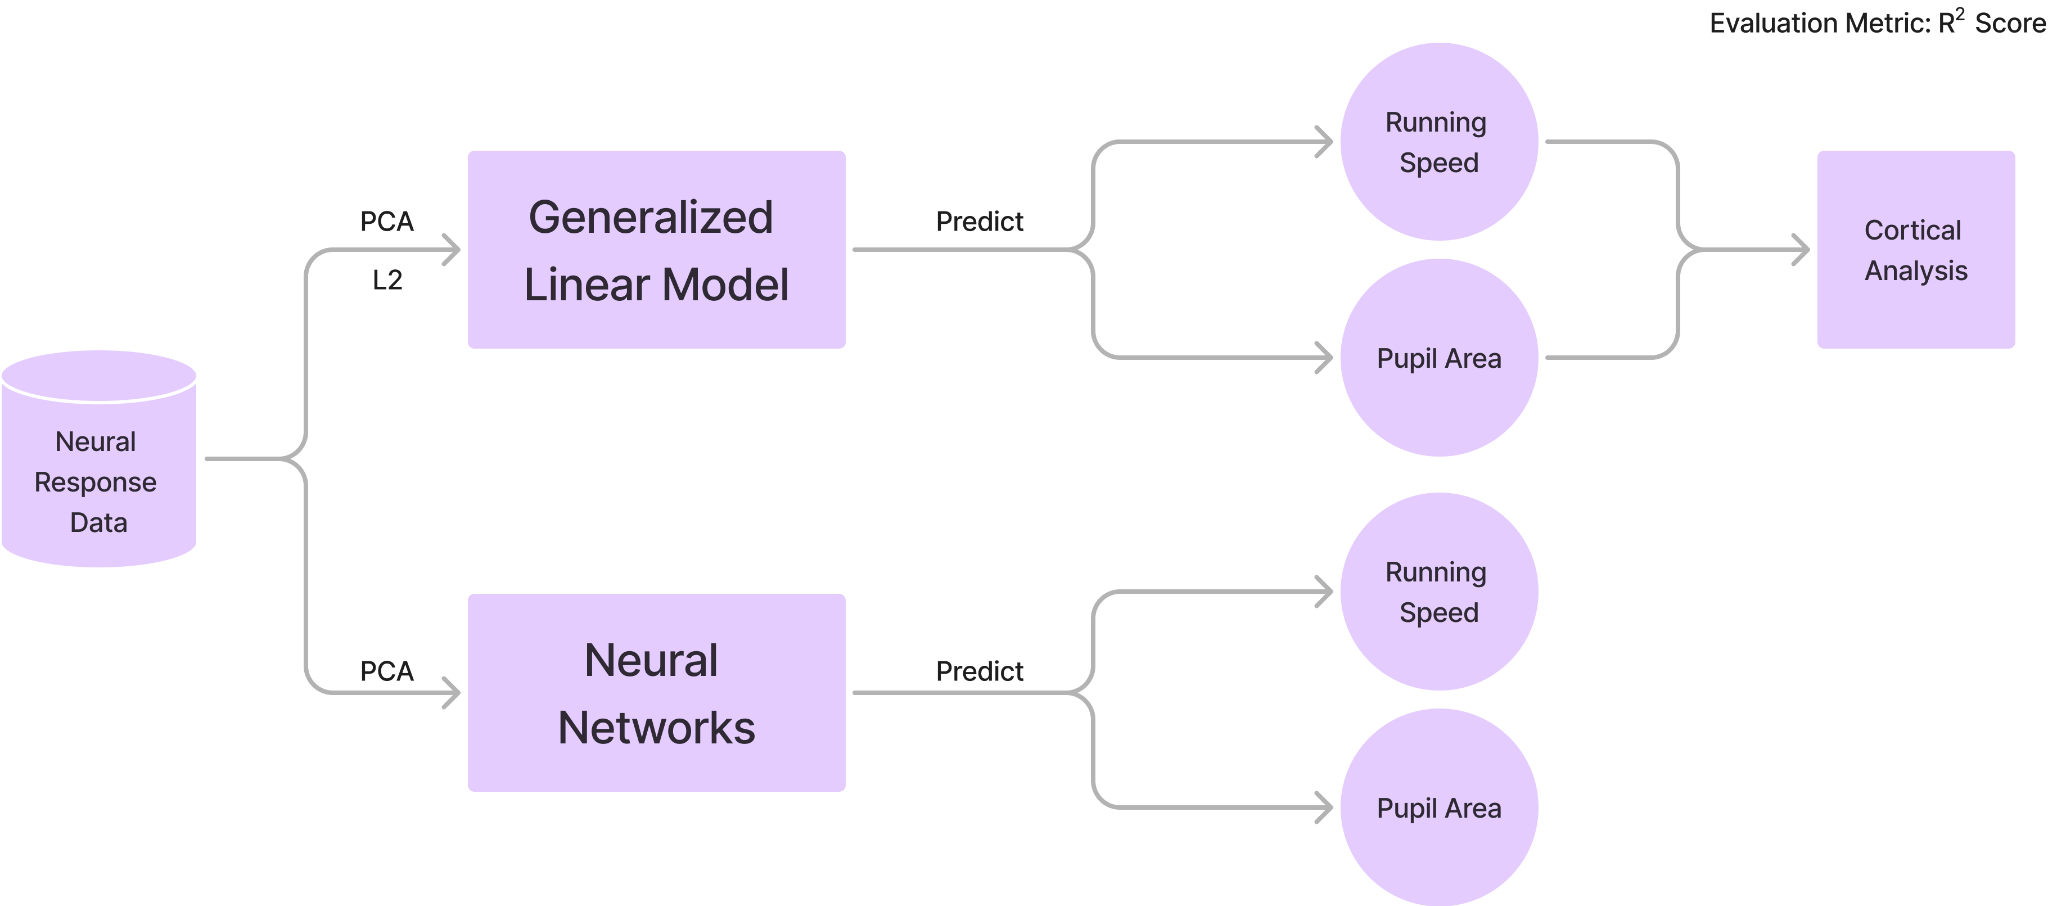 Evaluation Metric: R² Score
Neural
Response
Data
PCA
L2
Generalized
Linear Model
Predict
Running
Speed
Pupil Area
Cortical
Analysis
PCA
Neural
Networks
Predict
Running
Speed
Pupil Area